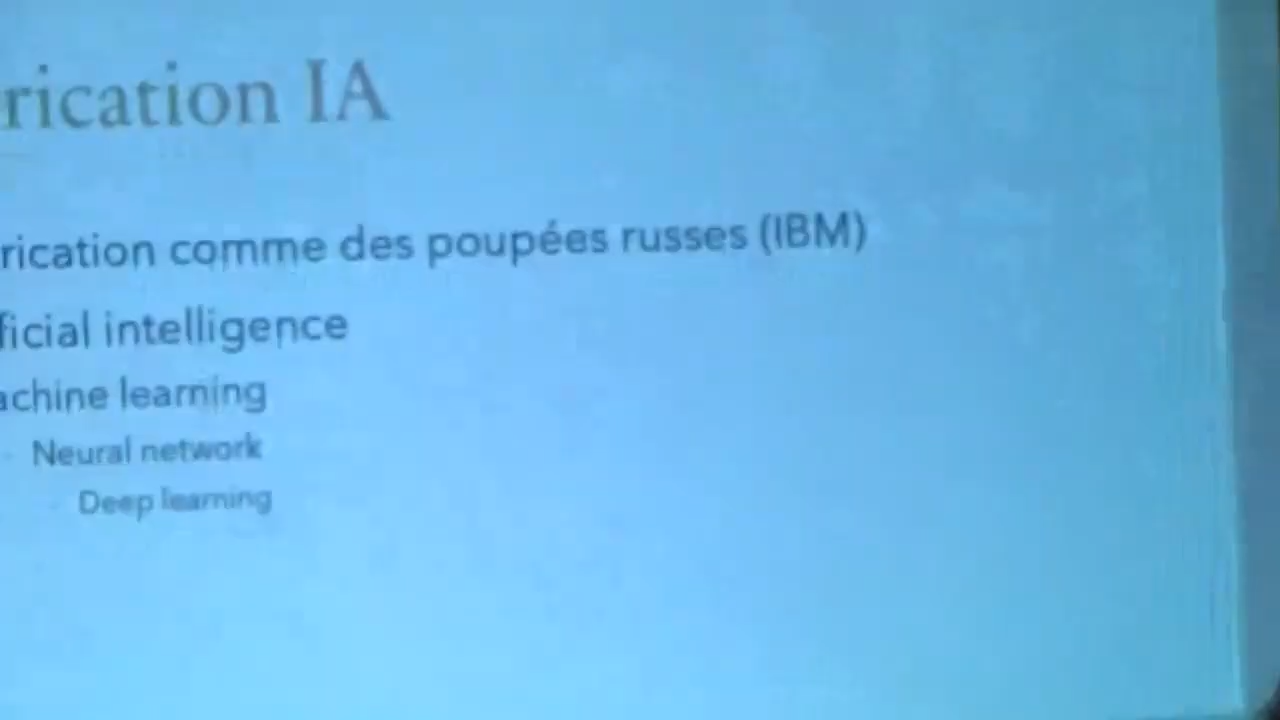 rication IA
rication comme des poupées russes (IBM)
ficial intelligence
achine learning
Neural network
Deep learning